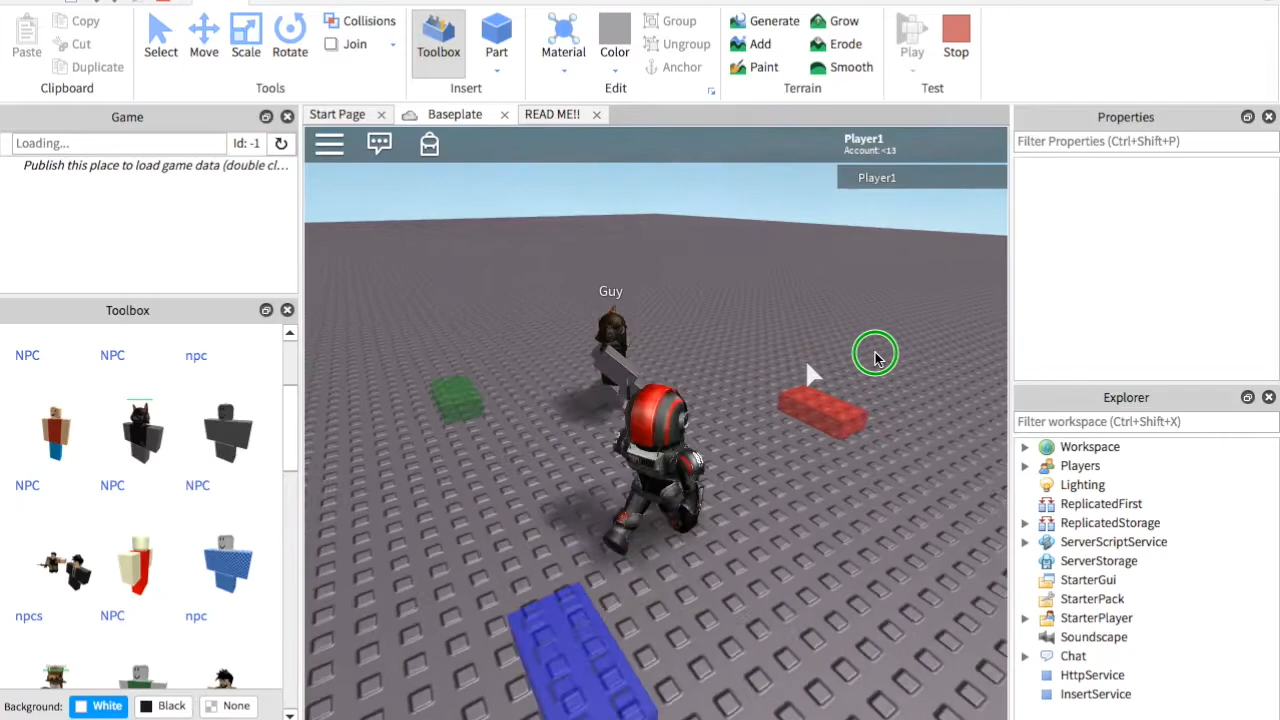 Paste
Copy
Cut
Duplicate
Clipboard
Select
Move
Scale
Rotate
Collisions
Join
Tools
Toolbox
Part
Insert
Material
Color
Group
Ungroup
Anchor
Edit
Generate
Add
Paint
Grow
Erode
Smooth
Terrain
Play
Stop
Test
Game
Loading...
Id: -1
Publish this place to load game data (double cl...
Toolbox
NPC NPC npc
NPC NPC NPC
npcs NPC npc
Background: White Black None
Start Page
Baseplate
READ ME!!
Player1
Account: <13
Player1
Guy
Properties
Filter Properties (Ctrl+Shift+P)
Explorer
Filter workspace (Ctrl+Shift+X)
Workspace
Players
Lighting
ReplicatedFirst
ReplicatedStorage
ServerScriptService
ServerStorage
StarterGui
StarterPack
StarterPlayer
Soundscape
Chat
HttpService
InsertService